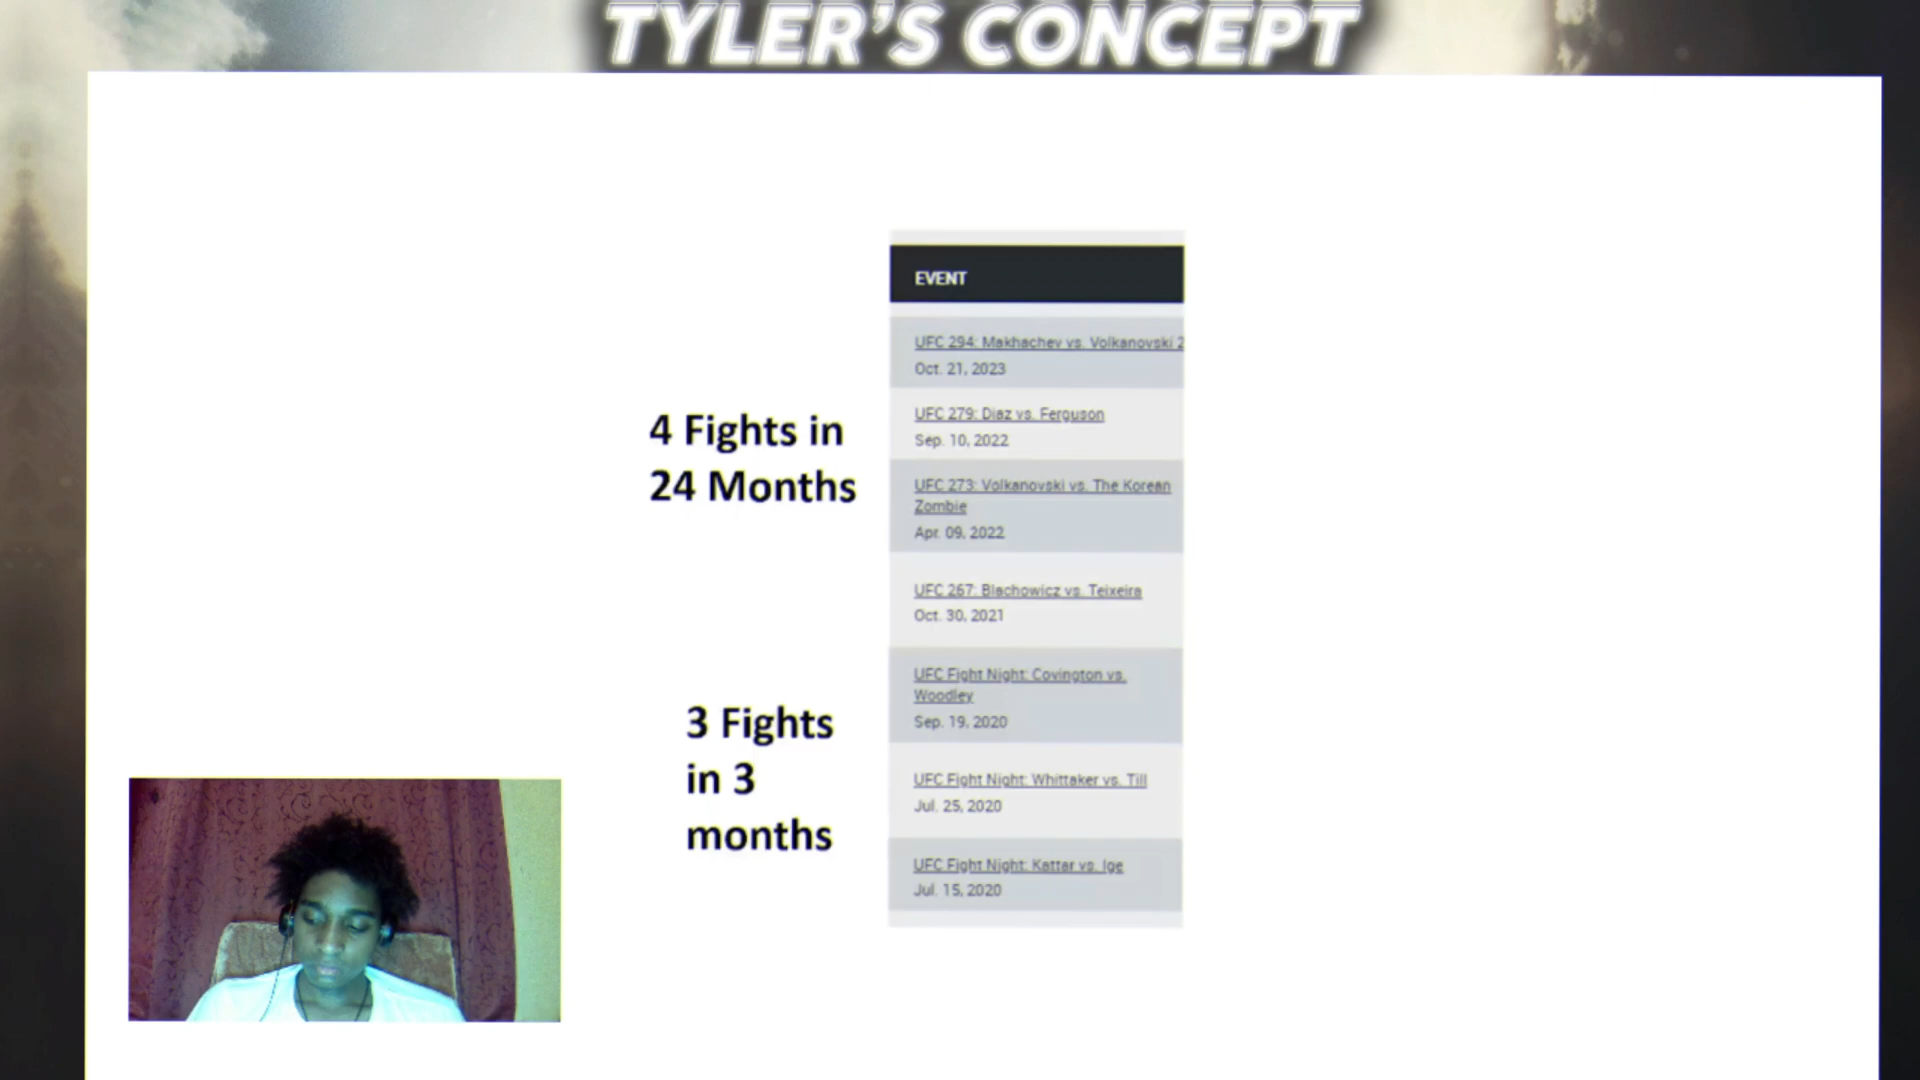 TYLER'S CONCEPT
EVENT
UFC 294: Makhachev vs. Volkanovski 2
Oct. 21, 2023
4 Fights in
24 Months
UFC 279: Diaz vs. Ferguson
Sep. 10, 2022
UFC 273: Volkanovski vs. The Korean
Zombie
Apr. 09, 2022
UFC 267: Blachowicz vs. Teixeira
Oct. 30, 2021
3 Fights
in 3
months
UFC Fight Night: Covington vs.
Woodley
Sep. 19, 2020
UFC Fight Night: Whittaker vs. Till
Jul. 25, 2020
UFC Fight Night: Kattar vs. Ige
Jul. 15, 2020